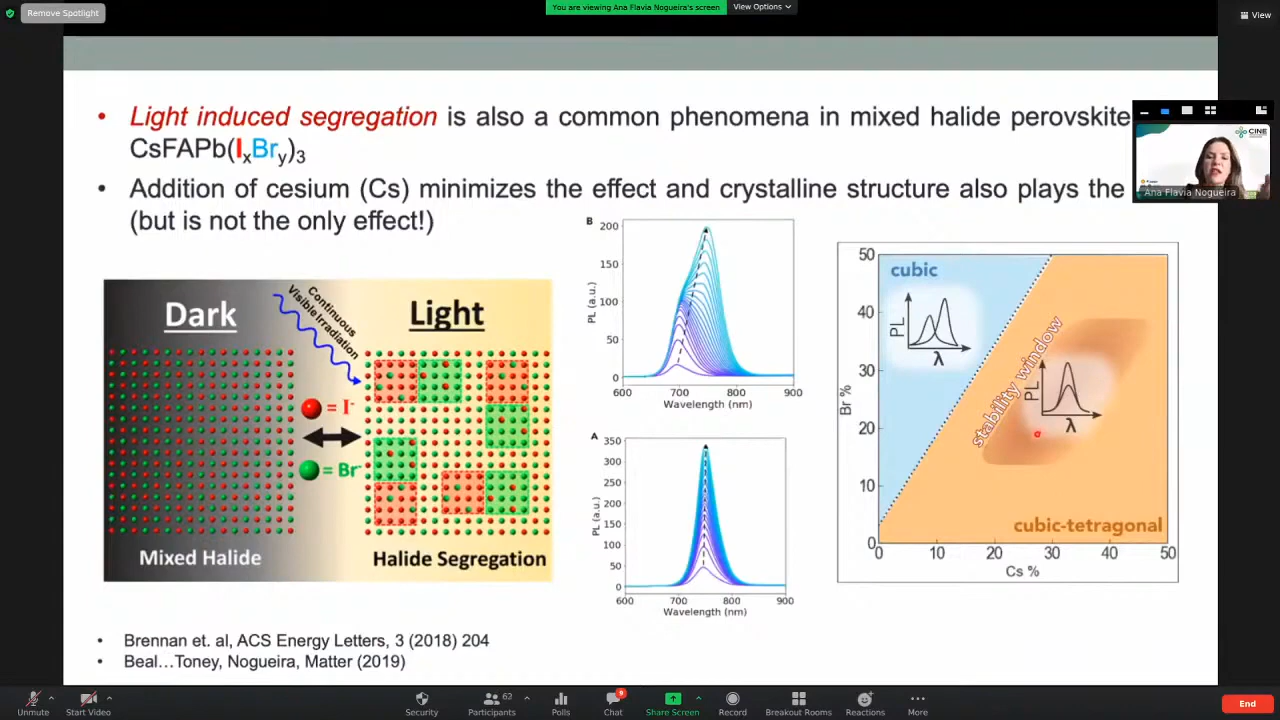 Remove Spotlight
You are viewing Ana Flavia Nogueira's screen
View Options
View
• Light induced segregation is also a common phenomena in mixed halide perovskite
CsFAPb(IxBry)3
• Addition of cesium (Cs) minimizes the effect and crystalline structure also plays the
(but is not the only effect!)
CINE
Ana Flavia Nogueira
Dark
Continuous
Visible Irradiation
Light
= I-
= Br-
Mixed Halide
Halide Segregation
B
200
150
100
50
0
PL (a.u.)
600 700 800 900
Wavelength (nm)
A
350
300
250
200
150
100
50
0
PL (a.u.)
600 700 800 900
Wavelength (nm)
50
40
30
20
10
0
Br %
cubic
PL
λ
stability window
PL
λ
cubic-tetragonal
0 10 20 30 40 50
Cs %
• Brennan et. al, ACS Energy Letters, 3 (2018) 204
• Beal…Toney, Nogueira, Matter (2019)
Unmute
Start Video
Security
62
Participants
Polls
9
Chat
Share Screen
Record
Breakout Rooms
Reactions
More
End